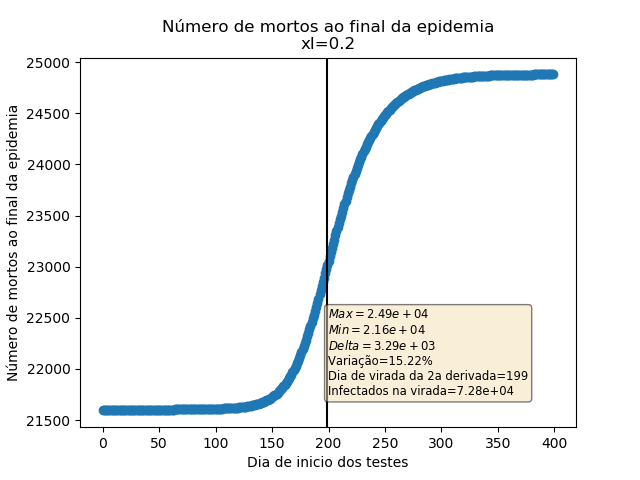 Número de mortos ao final da epidemia
xI=0.2
Número de mortos ao final da epidemia
25000
24500
24000
23500
23000
22500
22000
21500
Max = 2.49e + 04
Min = 2.16e + 04
Delta = 3.29e + 03
Variação=15.22%
Dia de virada da 2a derivada=199
Infectados na virada=7.28e+04
0 50 100 150 200 250 300 350 400
Dia de inicio dos testes